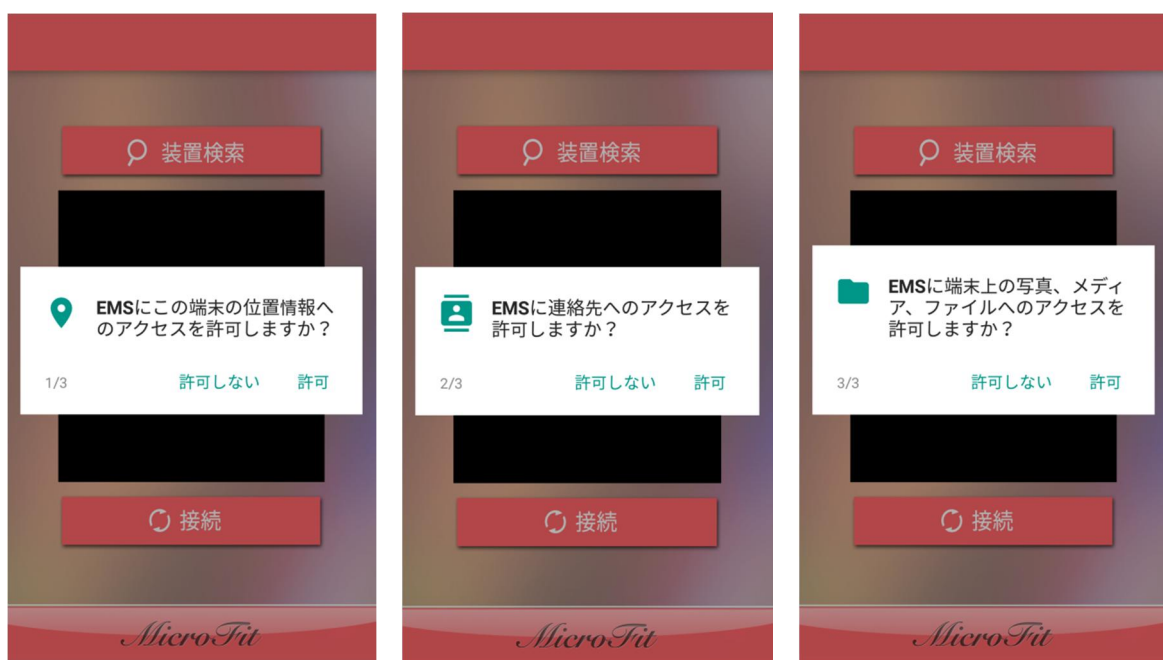 装置検索
EMSにこの端末の位置情報へ
のアクセスを許可しますか？
1/3
許可しない
許可
接続
MicroFit
装置検索
EMSに連絡先へのアクセスを
許可しますか？
2/3
許可しない
許可
接続
MicroFit
装置検索
EMSに端末上の写真、メディ
ア、ファイルへのアクセスを
許可しますか？
3/3
許可しない
許可
接続
MicroFit